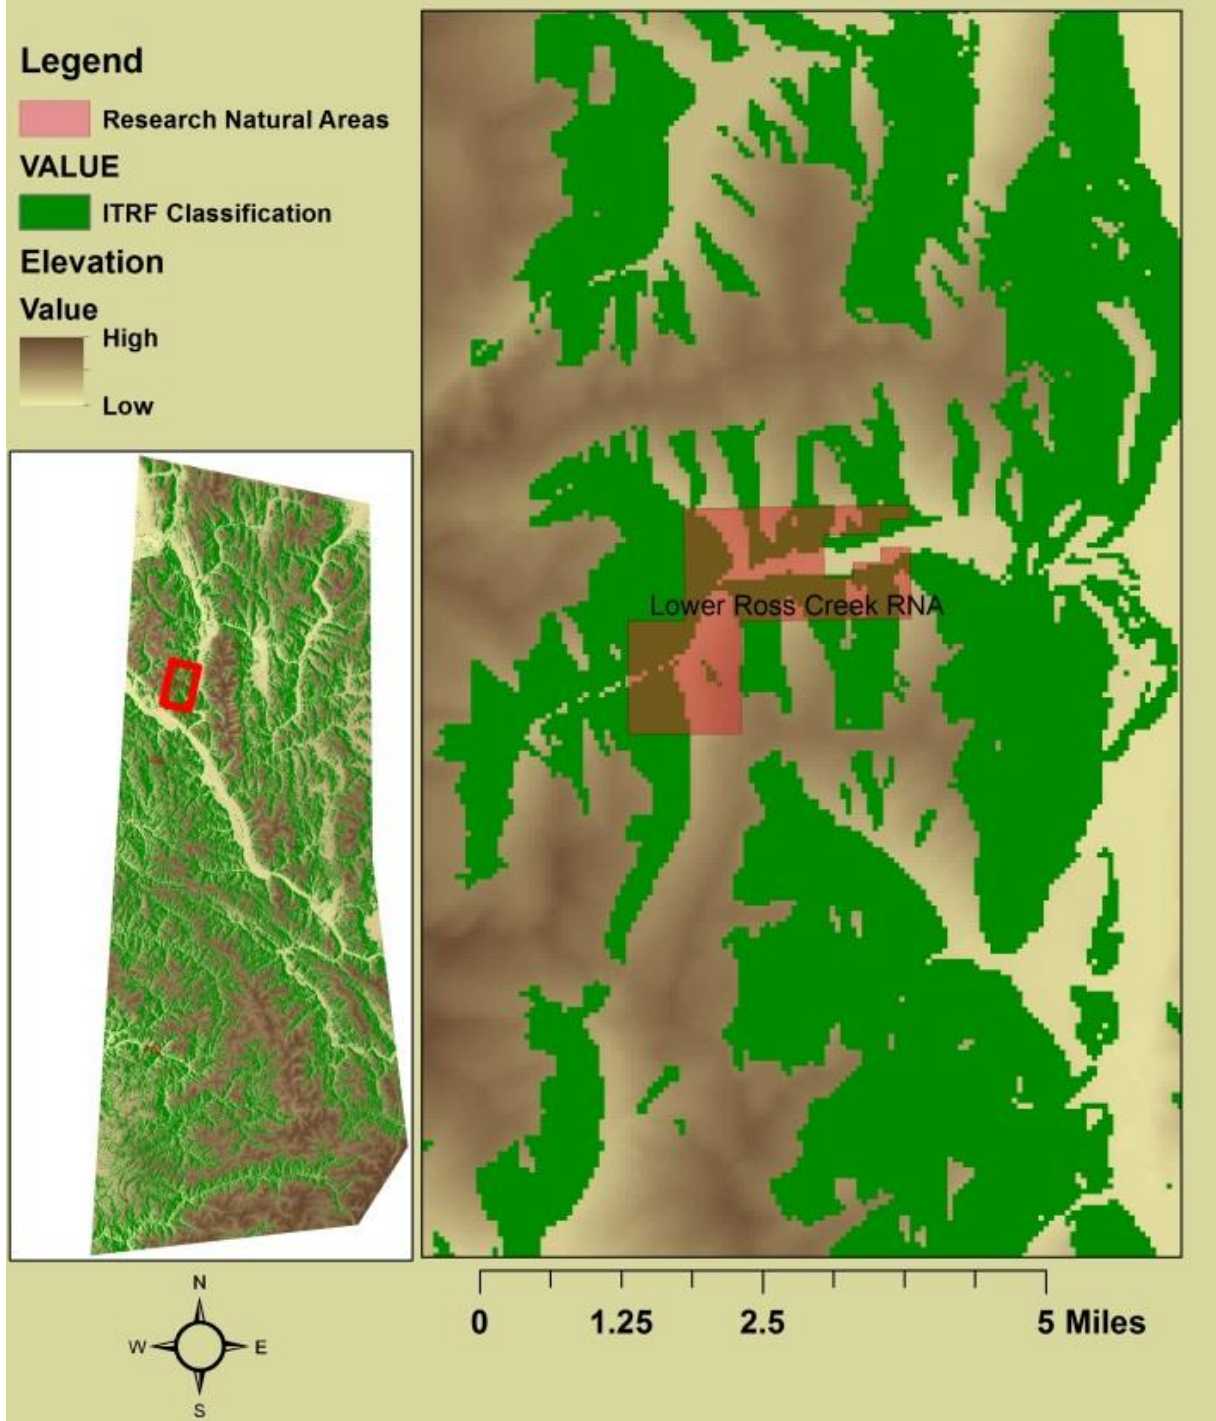 Legend
Research Natural Areas
VALUE
ITRF Classification
Elevation
Value
High
Low
Lower Ross Creek RNA
N
W E
S
0 1.25 2.5 5 Miles